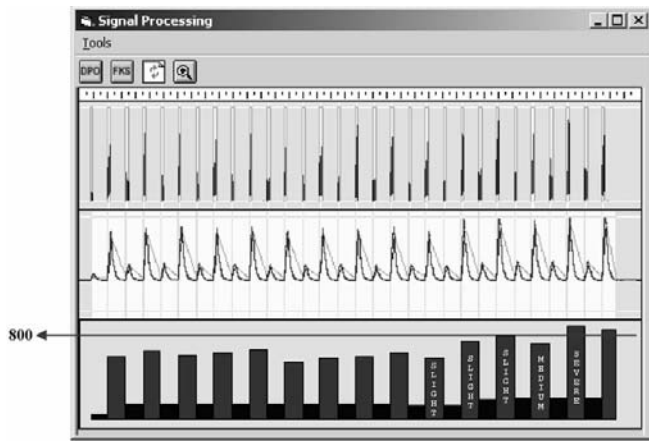 Signal Processing
Tools
DPO FKS
800
SLIGHT
SLIGHT
SLIGHT
MEDIUM
SEVERE